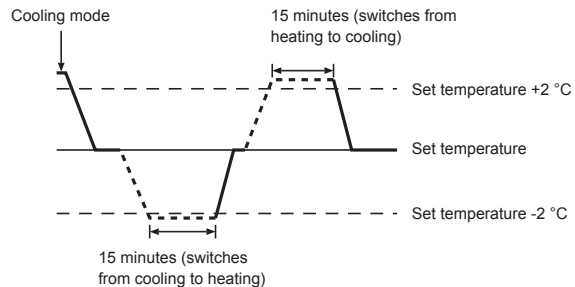 Cooling mode
15 minutes (switches from
heating to cooling)
Set temperature +2 °C
Set temperature
Set temperature -2 °C
15 minutes (switches
from cooling to heating)